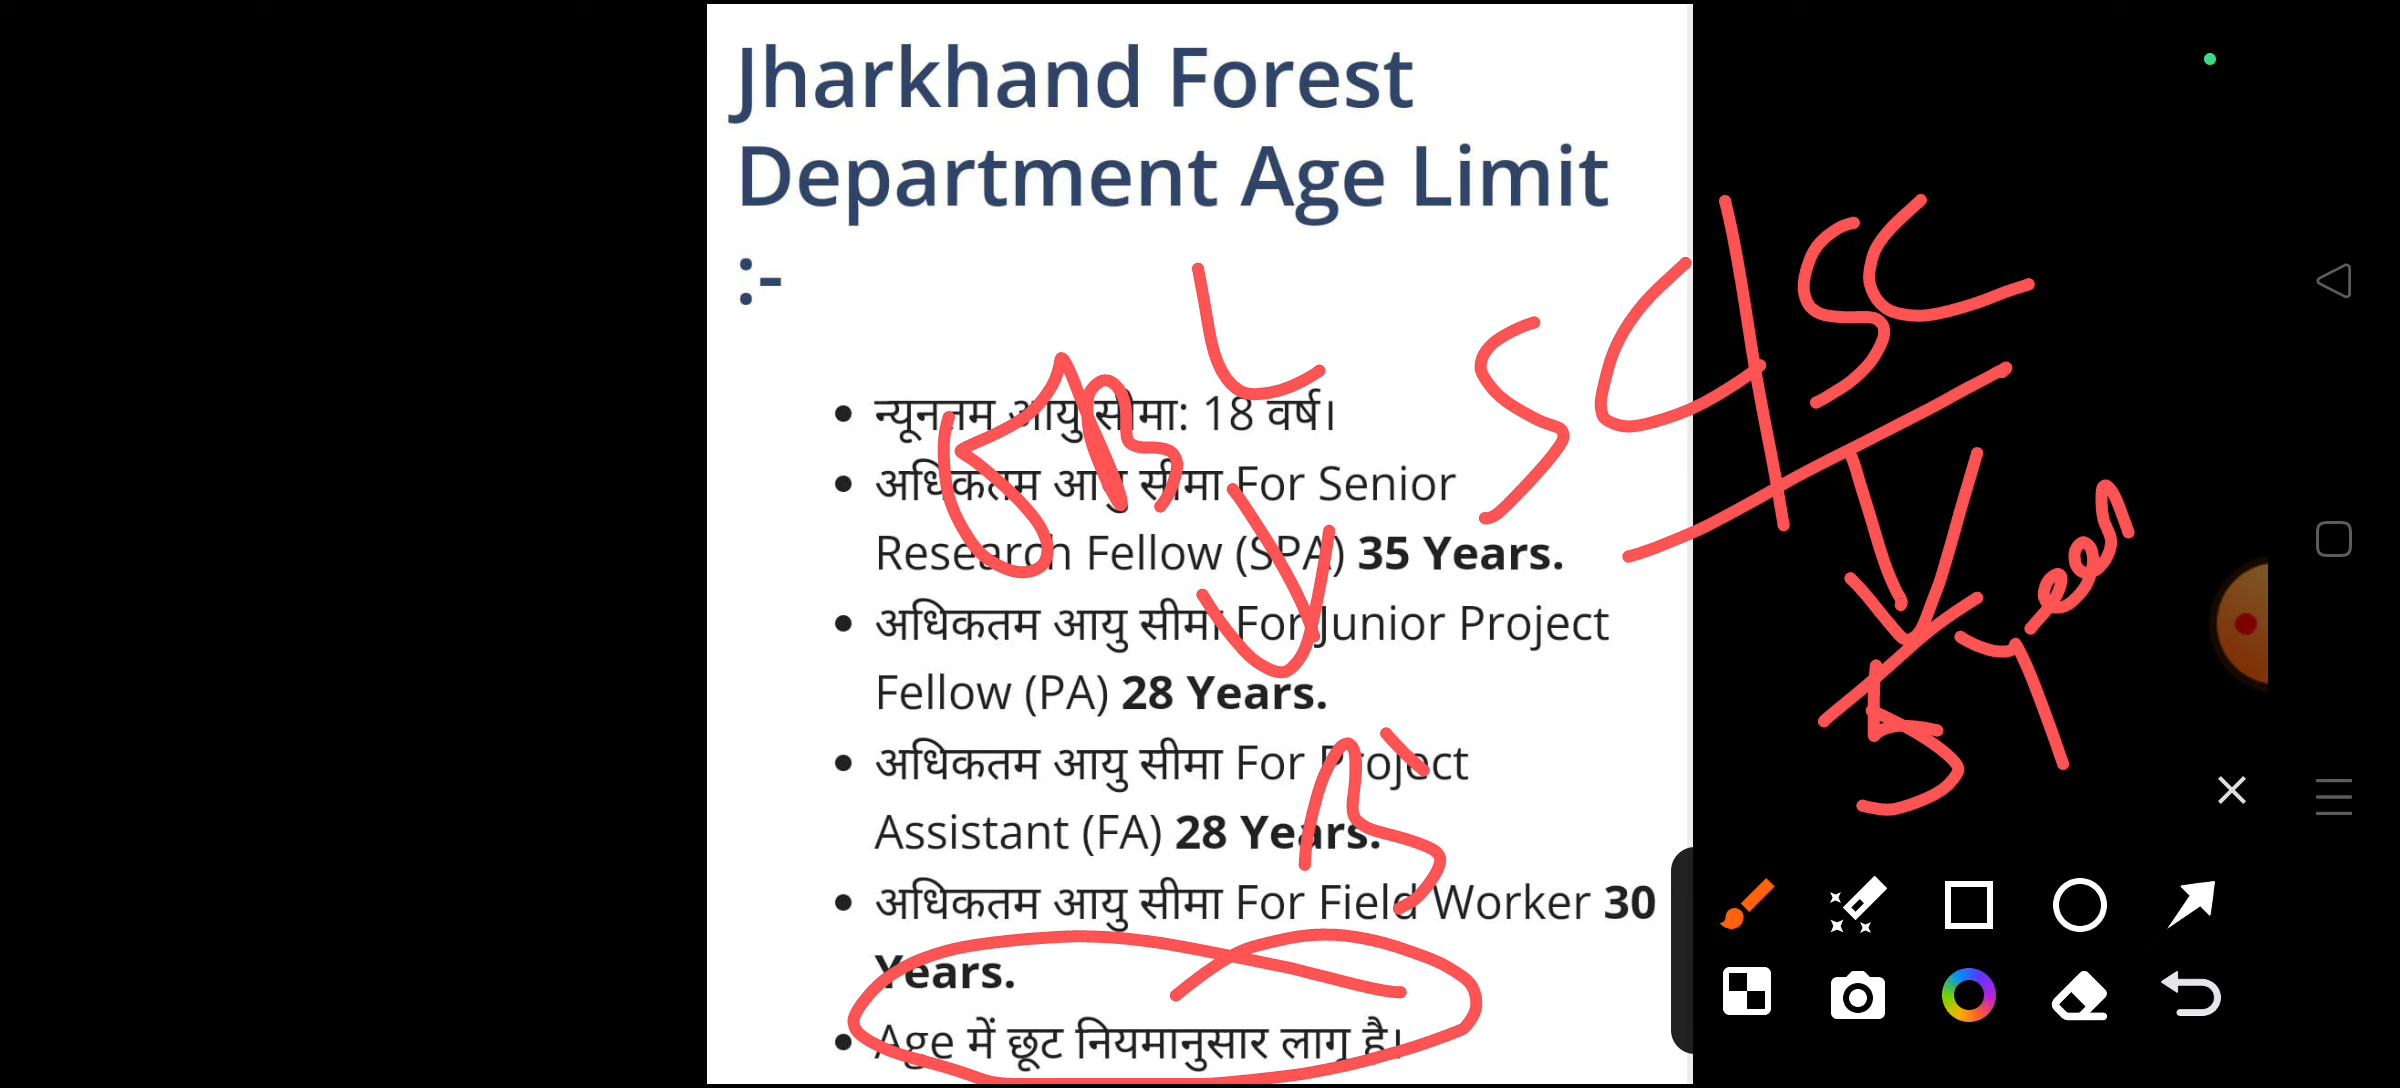 Jharkhand Forest
Department Age Limit
:-
न्यूनतम आयु सीमा: 18 वर्ष।
अधिकतम आयु सीमा For Senior
Research Fellow (SPA) 35 Years.
अधिकतम आयु सीमा For Junior Project
Fellow (PA) 28 Years.
अधिकतम आयु सीमा For Project
Assistant (FA) 28 Years.
अधिकतम आयु सीमा For Field Worker 30
Years.
Age में छूट नियमानुसार लागू है।
SC/SC
5 Year